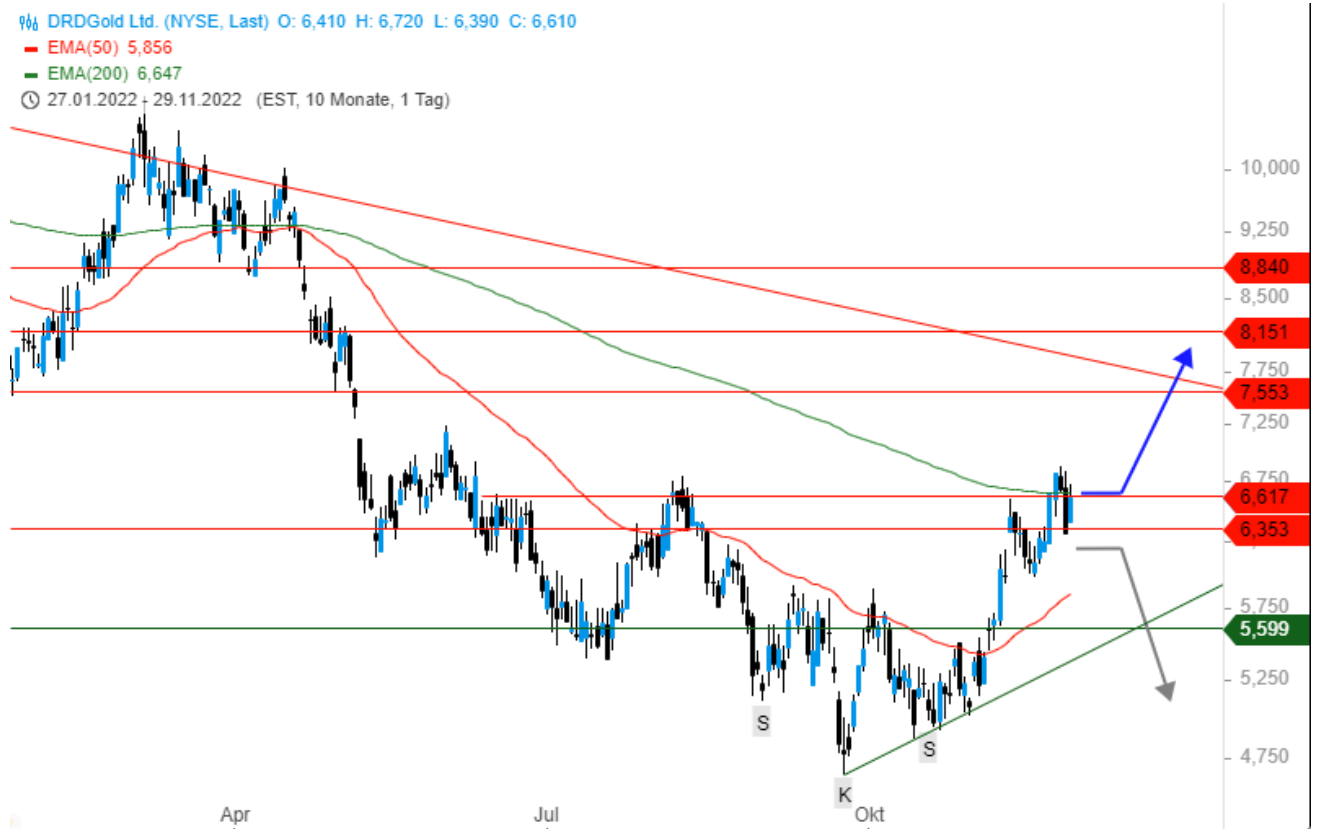 DRDGold Ltd. (NYSE, Last) O: 6,410 H: 6,720 L: 6,390 C: 6,610
EMA(50) 5,856
EMA(200) 6,647
27.01.2022 - 29.11.2022 (EST, 10 Monate, 1 Tag)
10,000
9,250
8,840
8,500
8,151
7,750
7,553
7,250
6,750
6,617
6,353
5,750
5,599
5,250
S
S
4,750
K
Apr
Jul
Okt